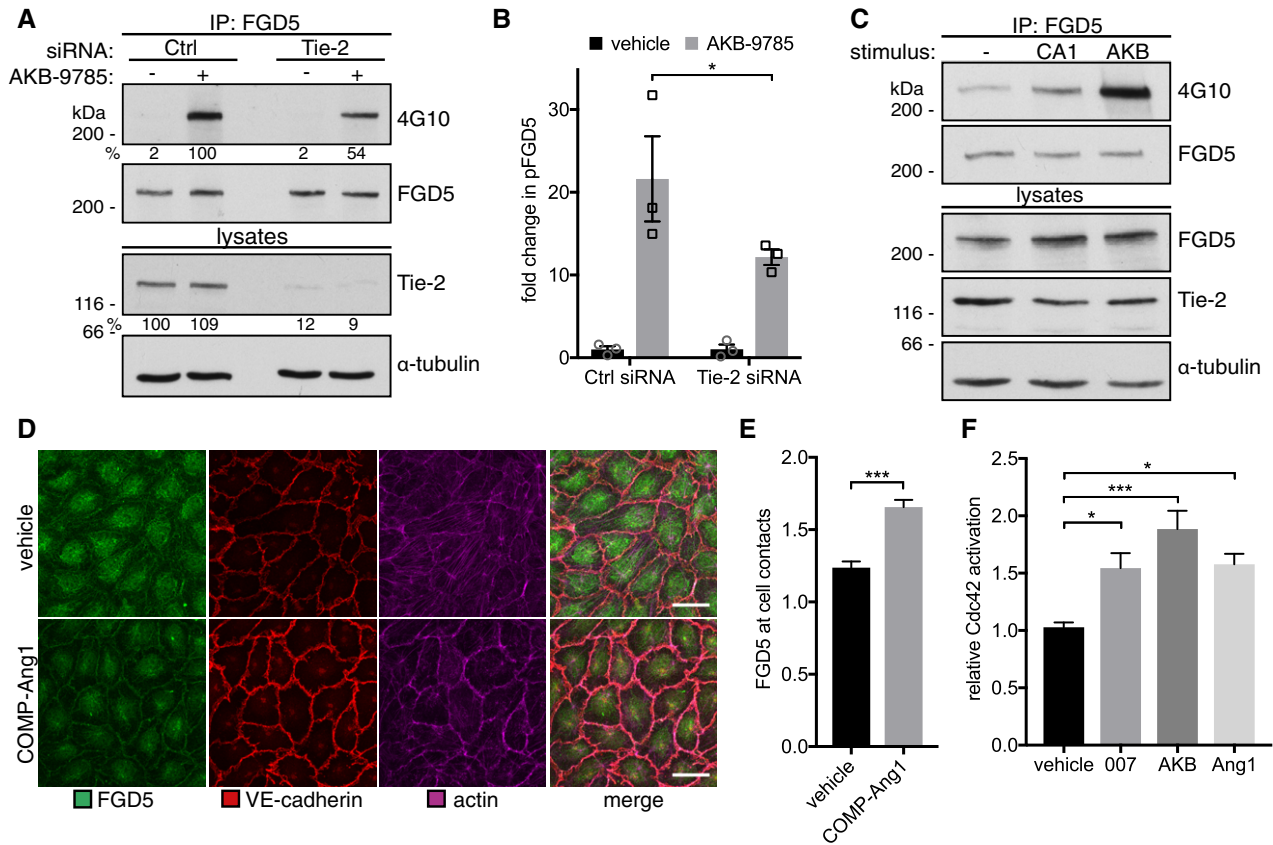 A
IP: FGD5
siRNA: Ctrl Tie-2
AKB-9785: - + - +
kDa
200 -
4G10
% 2 100 2 54
FGD5
200 -
lysates
Tie-2
116 -
% 100 109 12 9
66 -
α-tubulin
B
vehicle AKB-9785
*
fold change in pFGD5
30
20
10
0
Ctrl siRNA Tie-2 siRNA
C
IP: FGD5
stimulus: - CA1 AKB
kDa
200 -
4G10
FGD5
200 -
lysates
FGD5
200 -
Tie-2
116 -
66 -
α-tubulin
D
vehicle
COMP-Ang1
FGD5 VE-cadherin actin merge
E
2.0
1.5
1.0
0.5
0.0
FGD5 at cell contacts
***
vehicle
COMP-Ang1
F
2.5
2.0
1.5
1.0
0.5
0.0
relative Cdc42 activation
*
***
*
vehicle 007 AKB Ang1